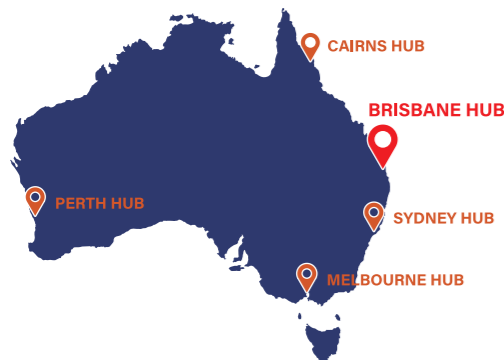 CAIRNS HUB
BRISBANE HUB
PERTH HUB
SYDNEY HUB
MELBOURNE HUB